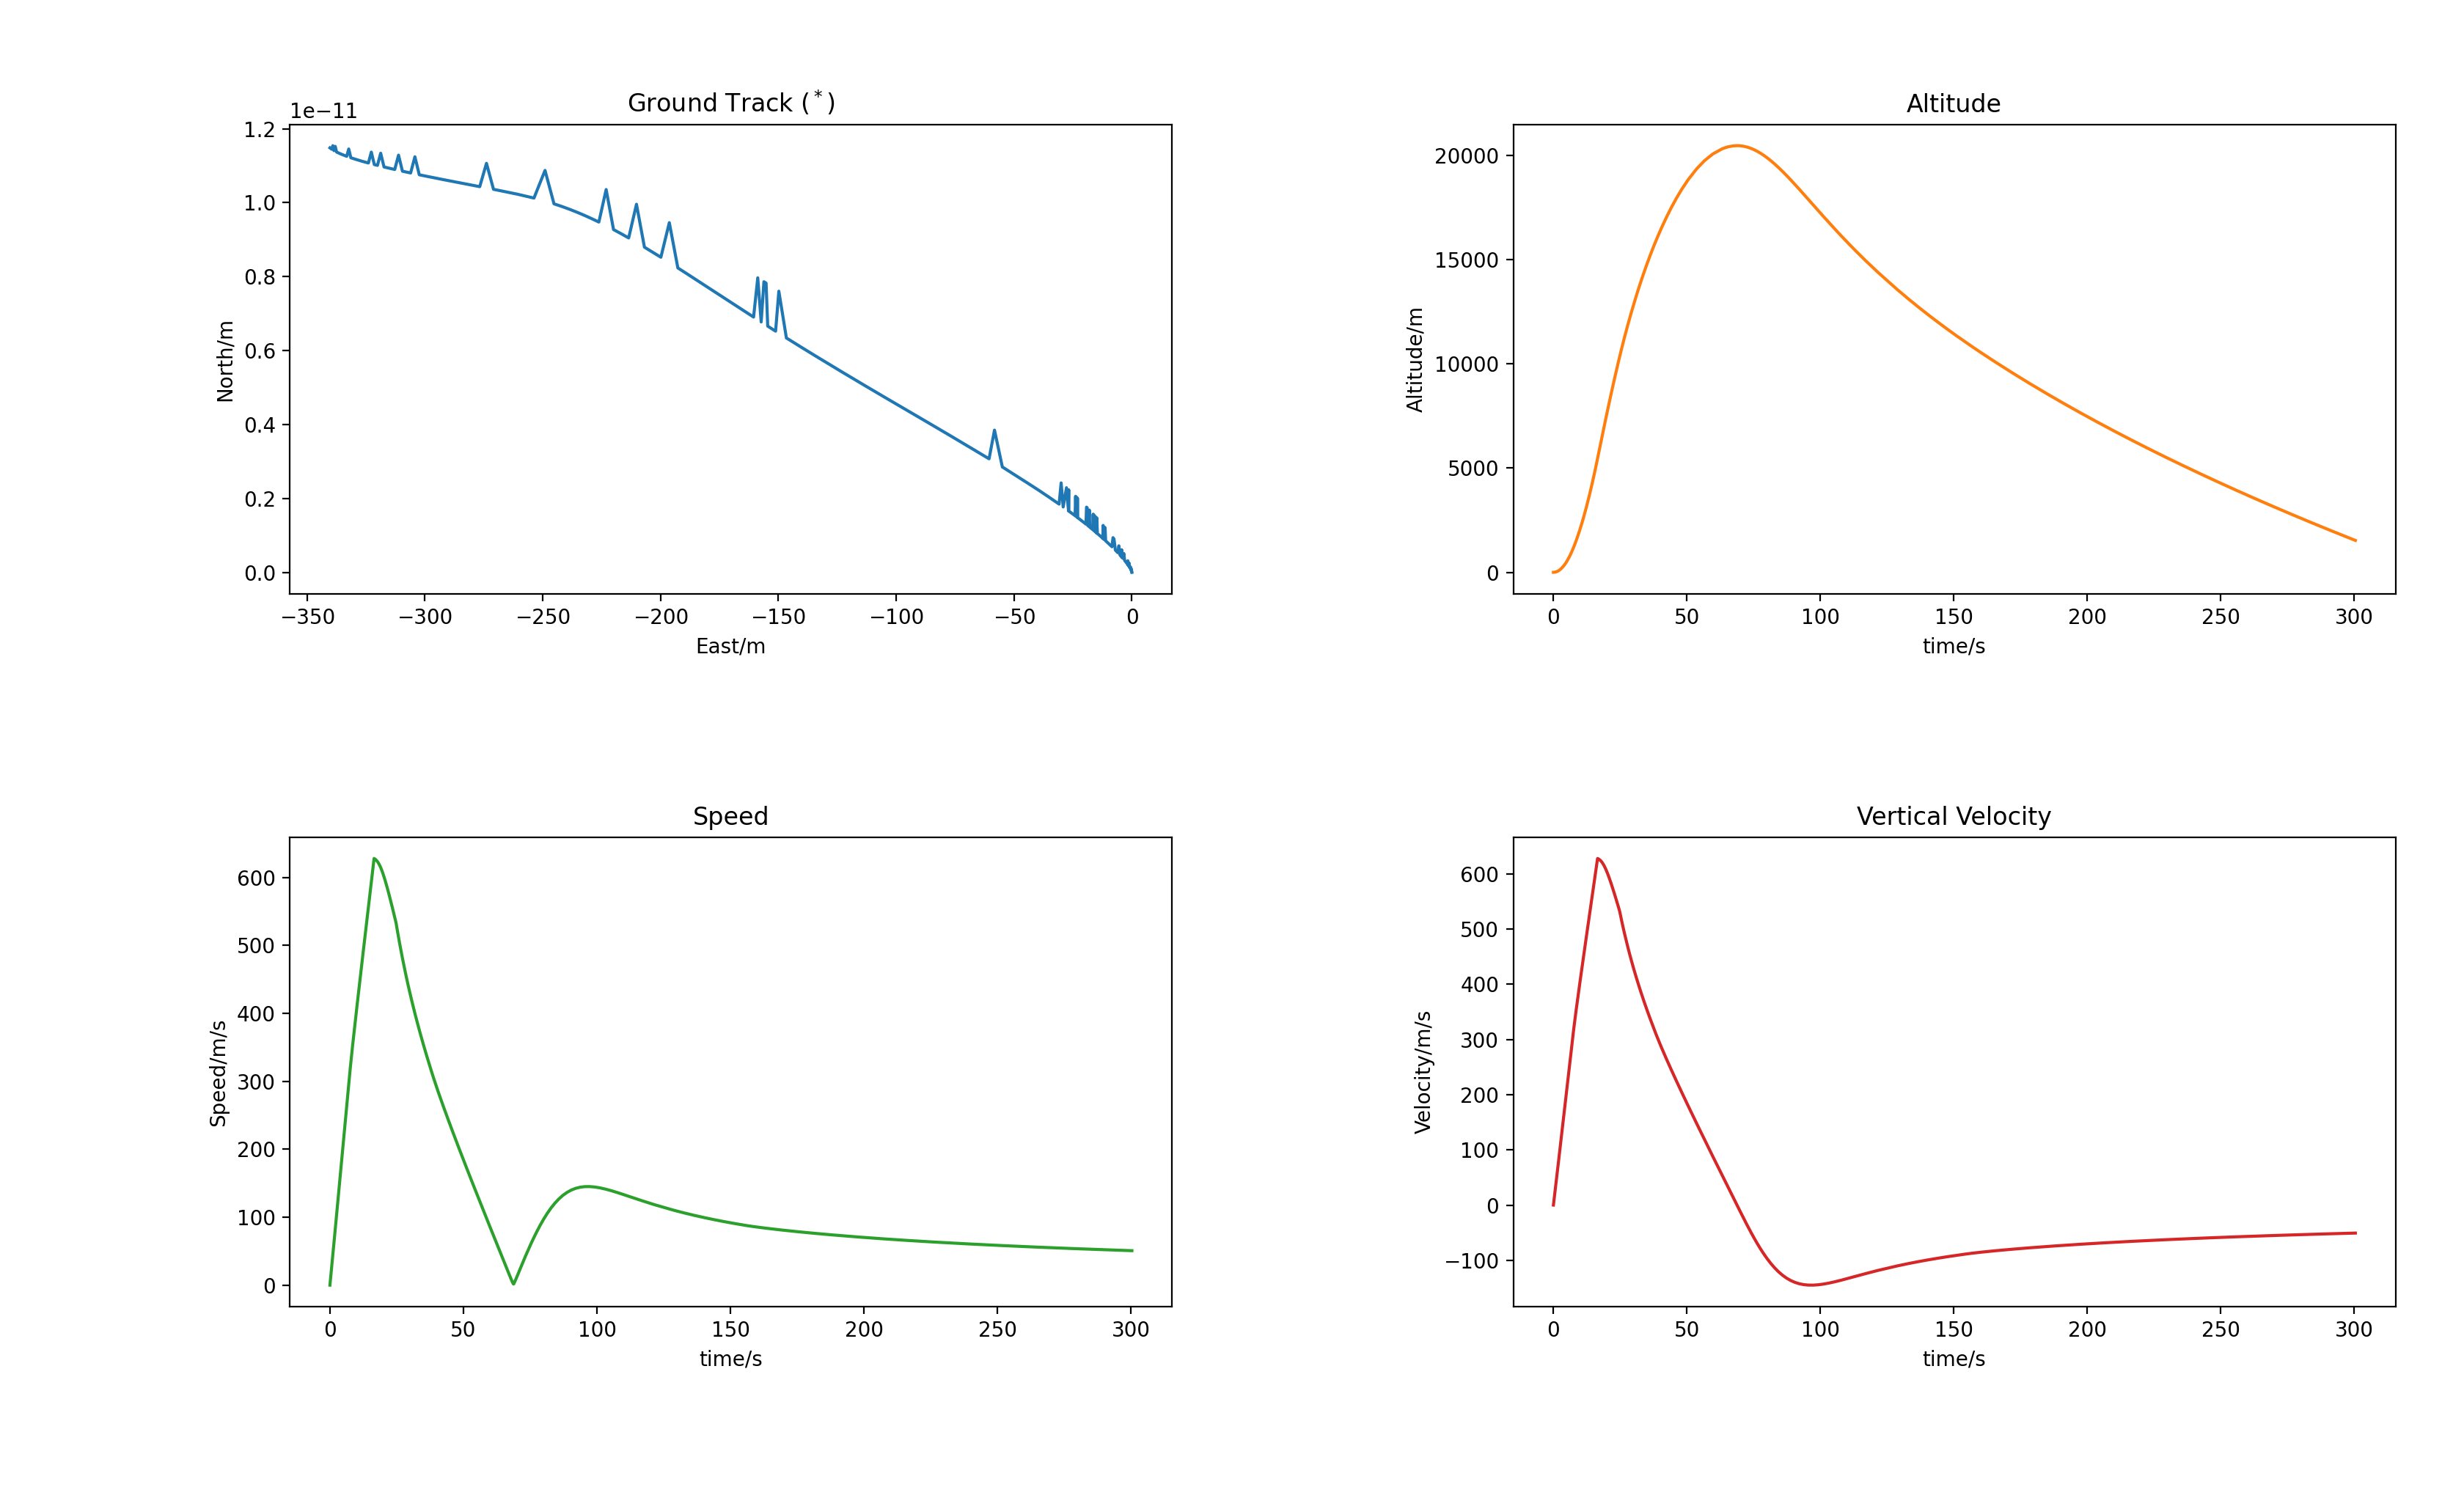 Ground Track (*)
1e−11
1.2
1.0
0.8
0.6
0.4
0.2
0.0
North/m
−350 −300 −250 −200 −150 −100 −50 0
East/m
Altitude
20000
15000
10000
5000
0
Altitude/m
0 50 100 150 200 250 300
time/s
Speed
600
500
400
300
200
100
0
Speed/m/s
0 50 100 150 200 250 300
time/s
Vertical Velocity
600
500
400
300
200
100
0
−100
Velocity/m/s
0 50 100 150 200 250 300
time/s